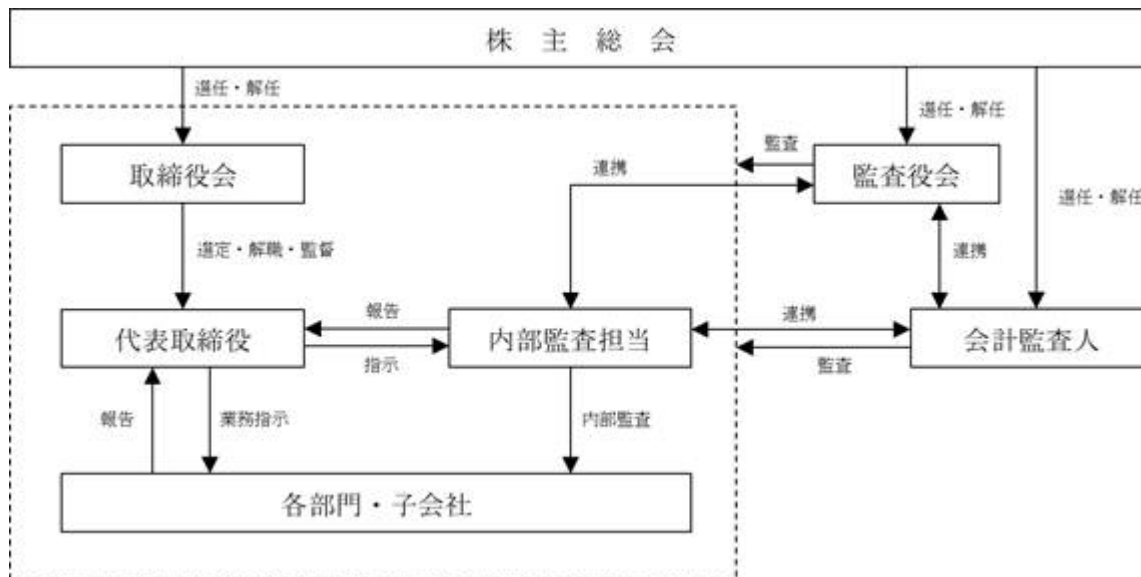 株主総会
選任・解任
選任・解任
選任・解任
監査
連携
取締役会
監査役会
選定・解職・監督
連携
報告
連携
代表取締役
内部監査担当
会計監査人
指示
監査
報告
業務指示
内部監査
各部門・子会社